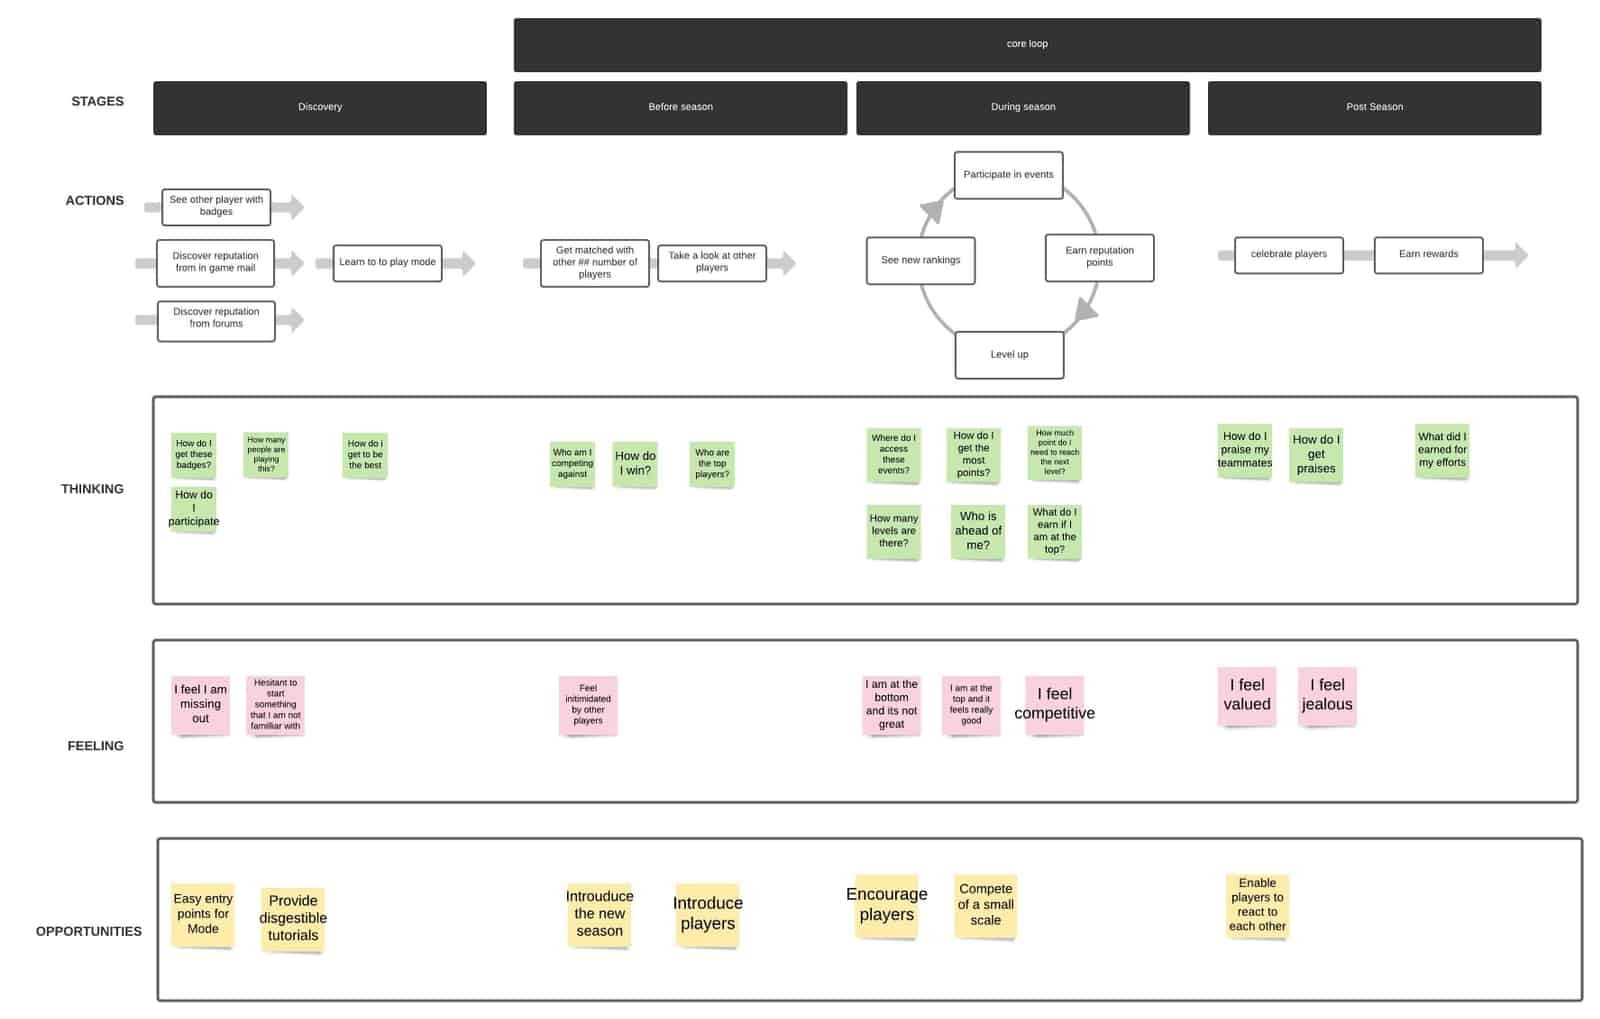 core loop
STAGES
Discovery
Before season
During season
Post Season
ACTIONS
See other player with
badges
Discover reputation
from in game mail
Discover reputation
from forums
Learn to to play mode
Get matched with
other ## number of
players
Take a look at other
players
Participate in events
Earn reputation
points
Level up
See new rankings
celebrate players
Earn rewards
THINKING
How do I
get these
badges?
How many
people are
playing
this?
How do i
get to be
the best
How do
I
participate
Who am I
competing
against
How do
I win?
Who are
the top
players?
Where do I
access
these
events?
How do I
get the
most
points?
How much
point do I
need to reach
the next
level?
How many
levels are
there?
Who is
ahead of
me?
What do I
earn if I
am at the
top?
How do I
praise my
teammates
How do I
get
praises
What did I
earned for
my efforts
FEELING
I feel I am
missing
out
Hesitant to
start
something
that I am not
familliar with
Feel
initimidated
by other
players
I am at the
bottom
and its not
great
I am at the
top and it
feels really
good
I feel
competitive
I feel
valued
I feel
jealous
OPPORTUNITIES
Easy entry
points for
Mode
Provide
disgestible
tutorials
Introuduce
the new
season
Introduce
players
Encourage
players
Compete
of a small
scale
Enable
players to
react to
each other